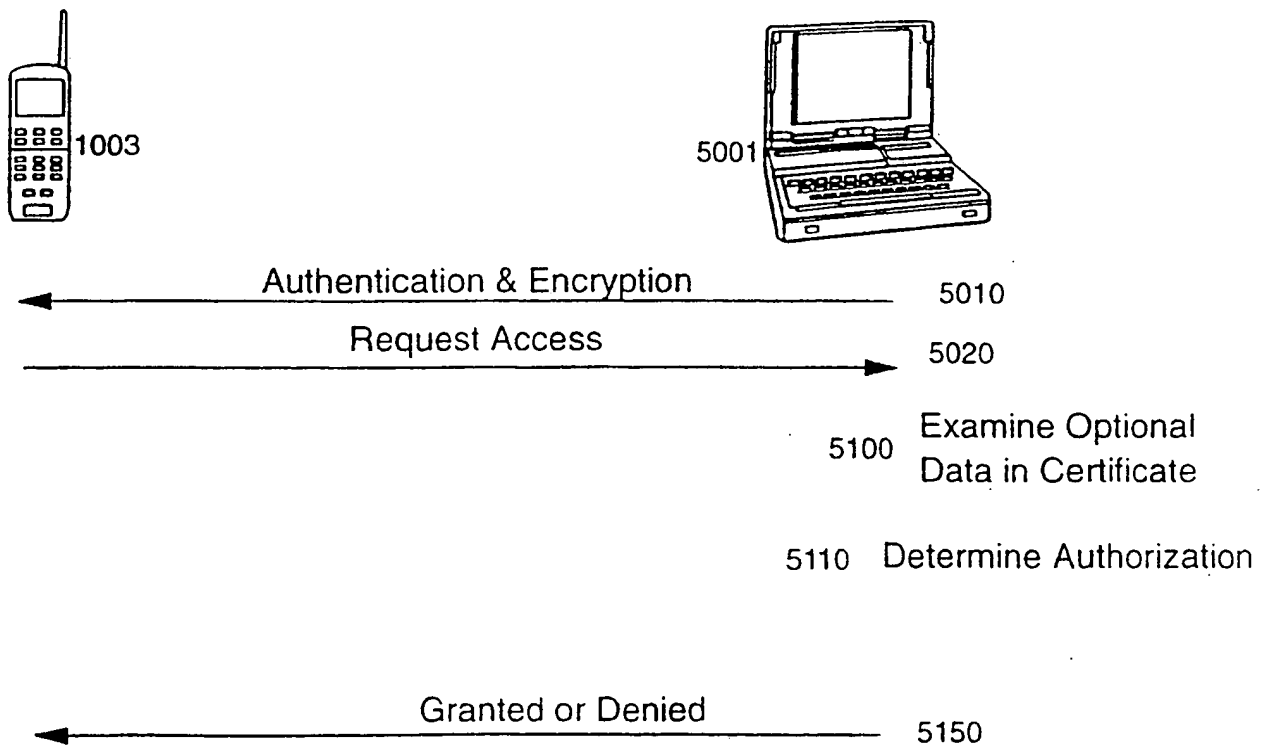 1003
5001
Authentication & Encryption 5010
Request Access 5020
5100 Examine Optional
Data in Certificate
5110 Determine Authorization
Granted or Denied 5150